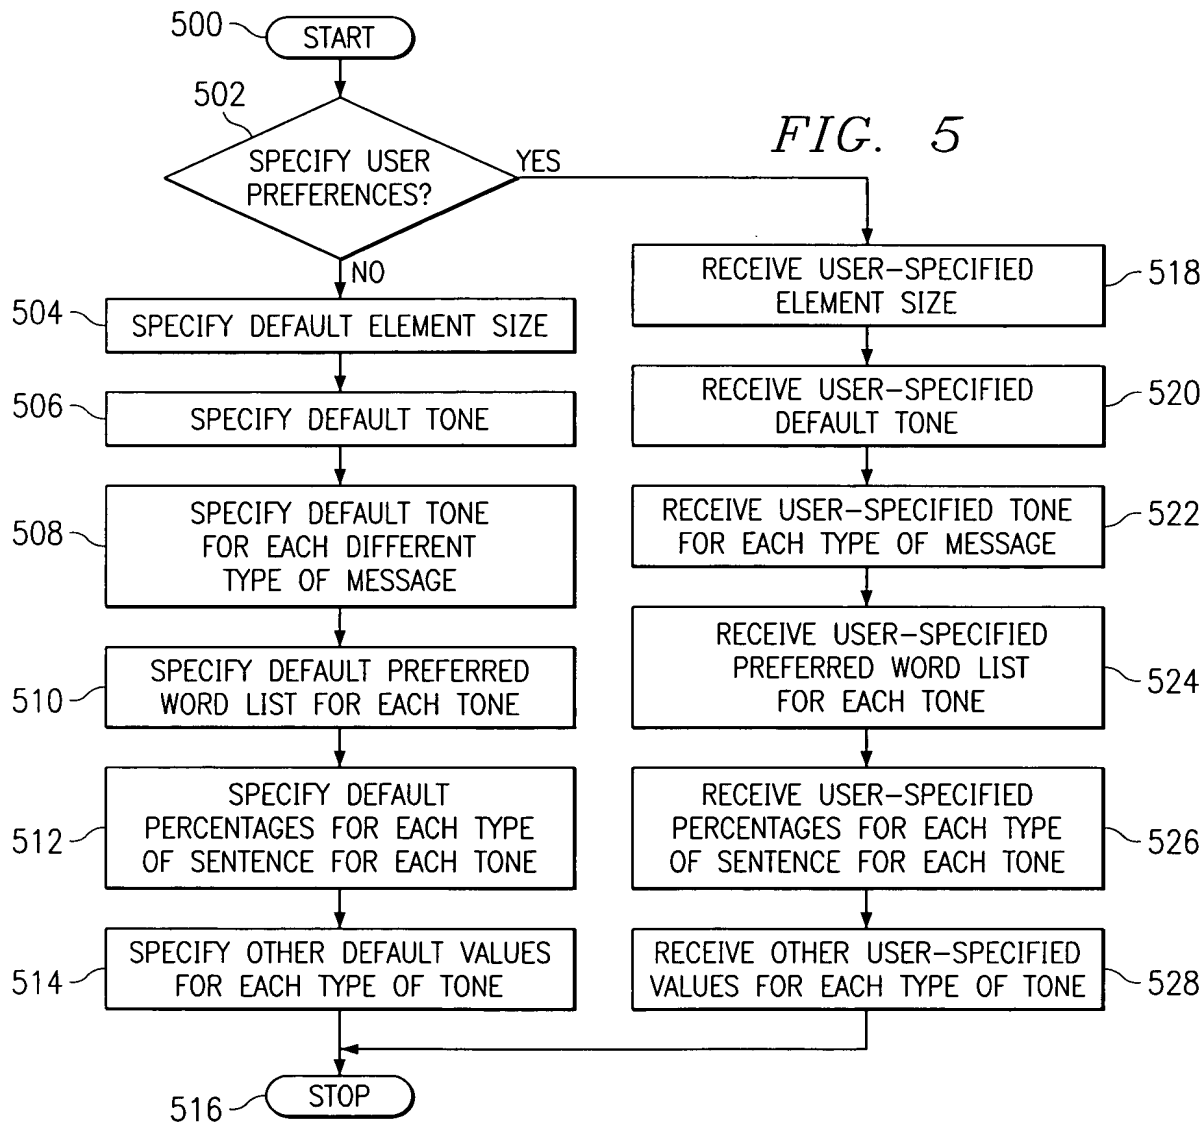 500
START
FIG. 5
502
SPECIFY USER
PREFERENCES?
YES
NO
504
SPECIFY DEFAULT ELEMENT SIZE
506
SPECIFY DEFAULT TONE
508
SPECIFY DEFAULT TONE
FOR EACH DIFFERENT
TYPE OF MESSAGE
510
SPECIFY DEFAULT PREFERRED
WORD LIST FOR EACH TONE
512
SPECIFY DEFAULT
PERCENTAGES FOR EACH TYPE
OF SENTENCE FOR EACH TONE
514
SPECIFY OTHER DEFAULT VALUES
FOR EACH TYPE OF TONE
516
STOP
RECEIVE USER-SPECIFIED
ELEMENT SIZE
518
RECEIVE USER-SPECIFIED
DEFAULT TONE
520
RECEIVE USER-SPECIFIED TONE
FOR EACH TYPE OF MESSAGE
522
RECEIVE USER-SPECIFIED
PREFERRED WORD LIST
FOR EACH TONE
524
RECEIVE USER-SPECIFIED
PERCENTAGES FOR EACH TYPE
OF SENTENCE FOR EACH TONE
526
RECEIVE OTHER USER-SPECIFIED
VALUES FOR EACH TYPE OF TONE
528